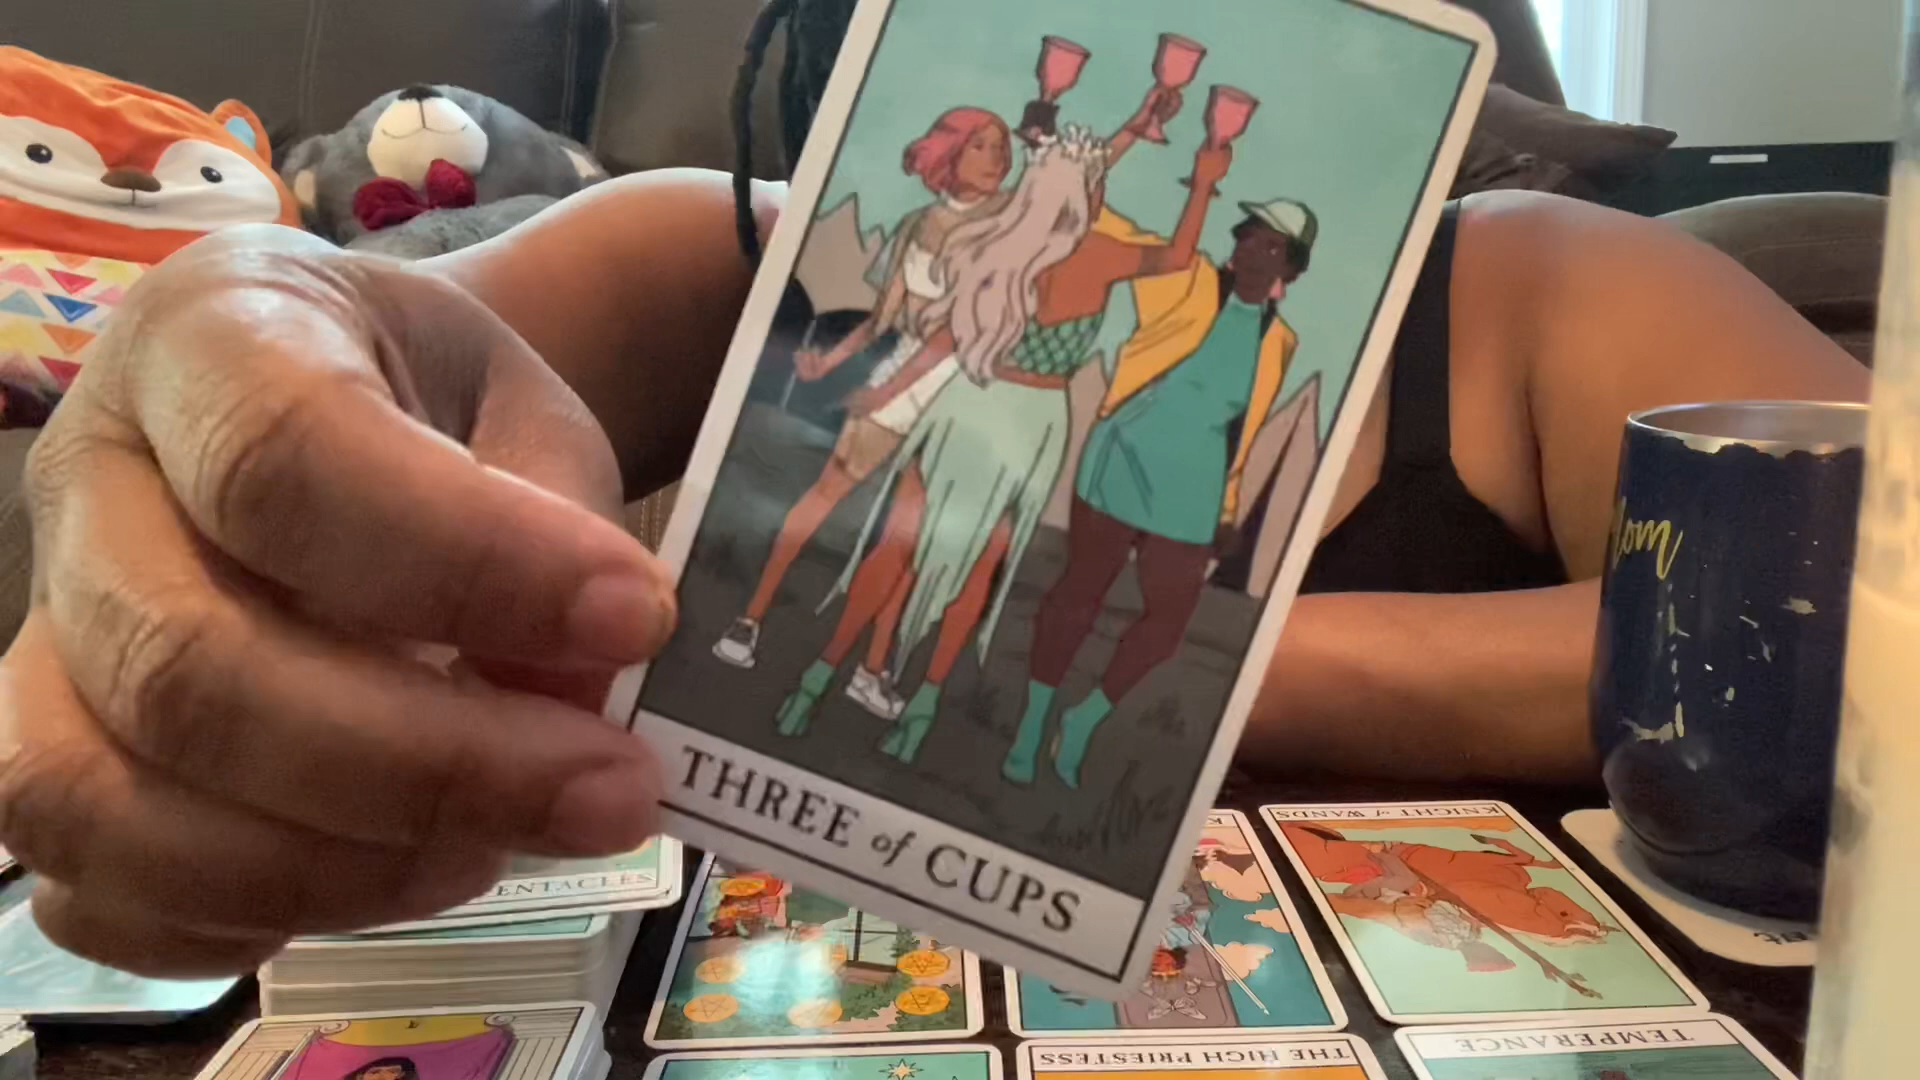 THREE of CUPS
Mom
ENTACLES
KNIGHT of WANDS
THE HIGH PRIESTESS
TEMPERANCE